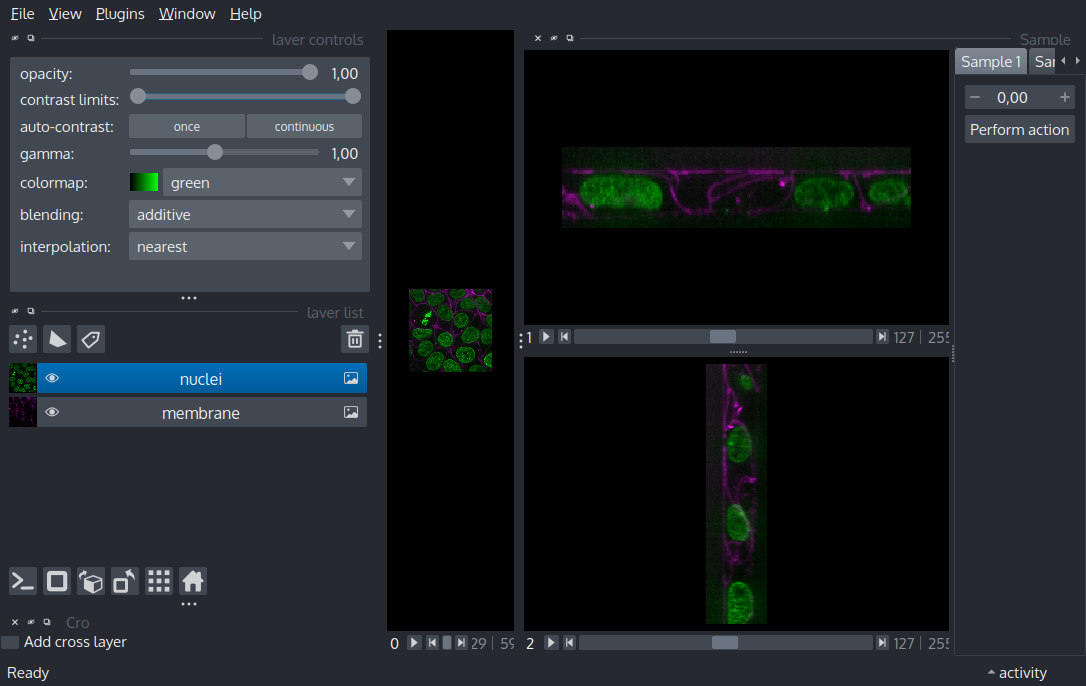 File View Plugins Window Help
layer controls
opacity: 1,00
contrast limits:
auto-contrast: once continuous
gamma: 1,00
colormap: green
blending: additive
interpolation: nearest
layer list
nuclei
membrane
Cro
Add cross layer
0 29 59
1 127 255
2 127 255
Sample
Sample 1 Sar
0,00
Perform action
Ready
activity